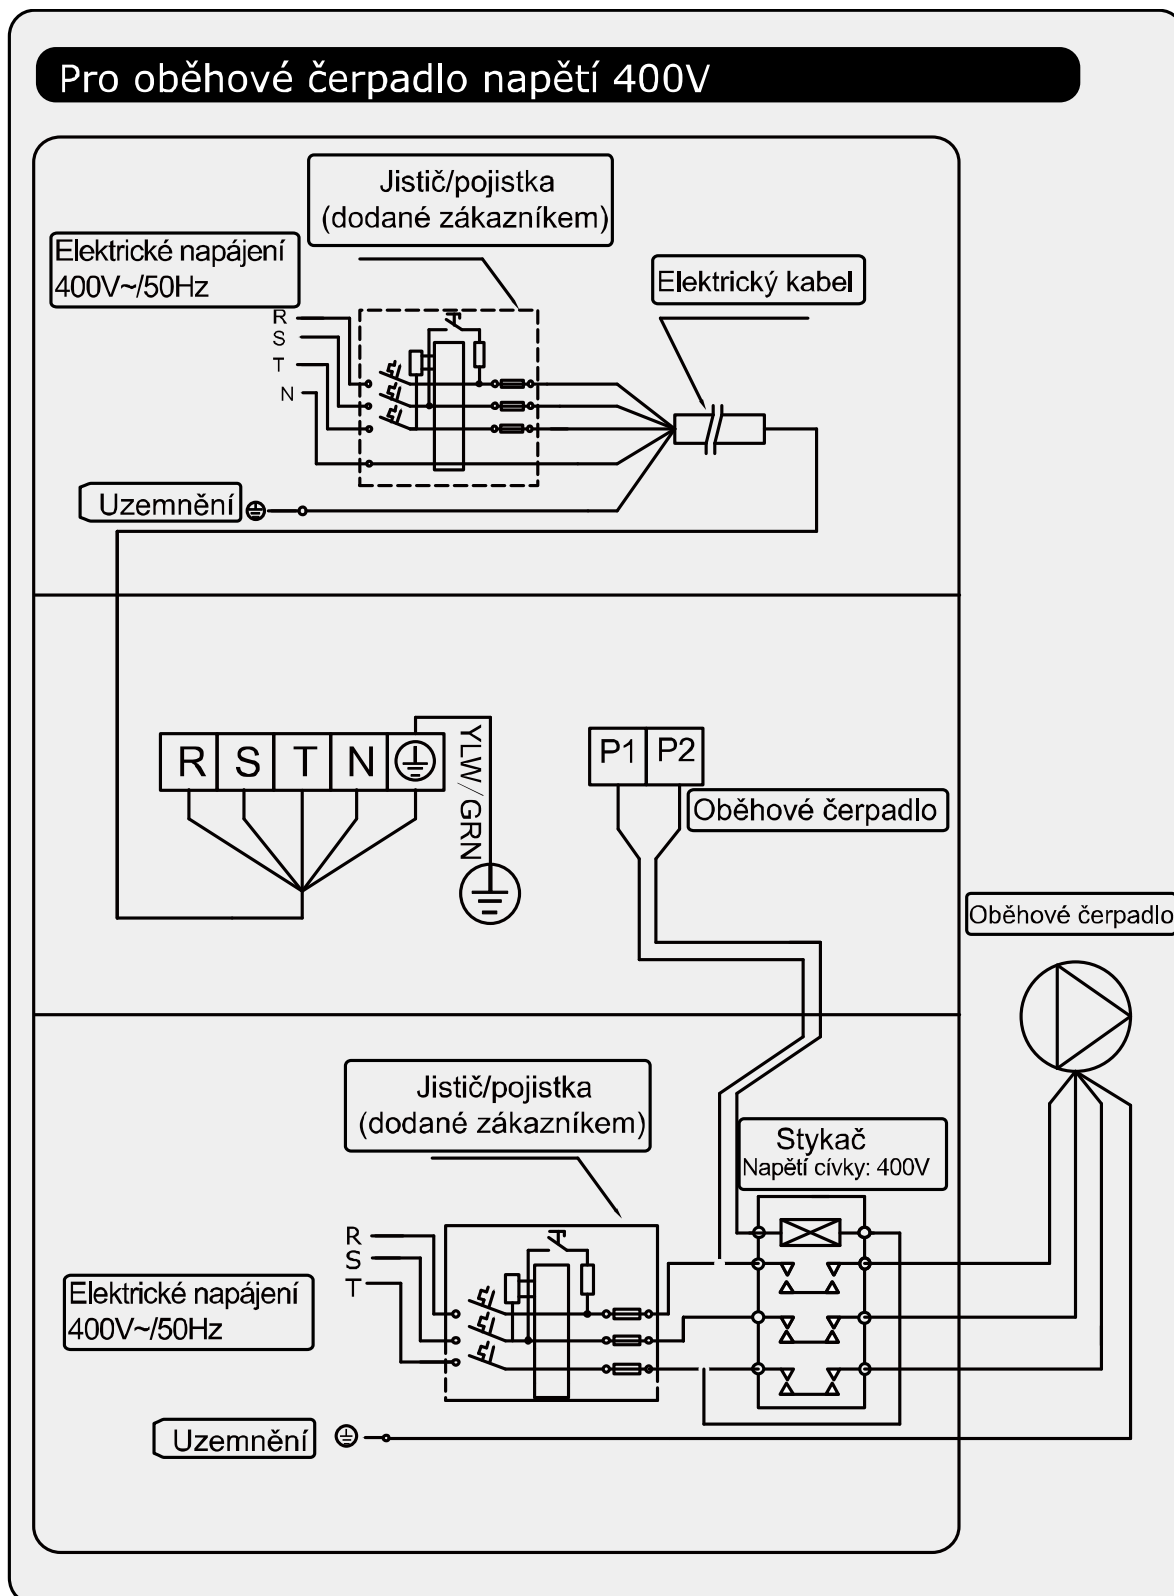 Pro oběhové čerpadlo napětí 400V
Jistič/pojistka
(dodané zákazníkem)
Elektrické napájení
400V~/50Hz
Elektrický kabel
R
S
T
N
Uzemnění
R S T N
YLW/GRN
P1 P2
Oběhové čerpadlo
Oběhové čerpadlo
Jistič/pojistka
(dodané zákazníkem)
Stykač
Napětí cívky: 400V
R
S
T
Elektrické napájení
400V~/50Hz
Uzemnění